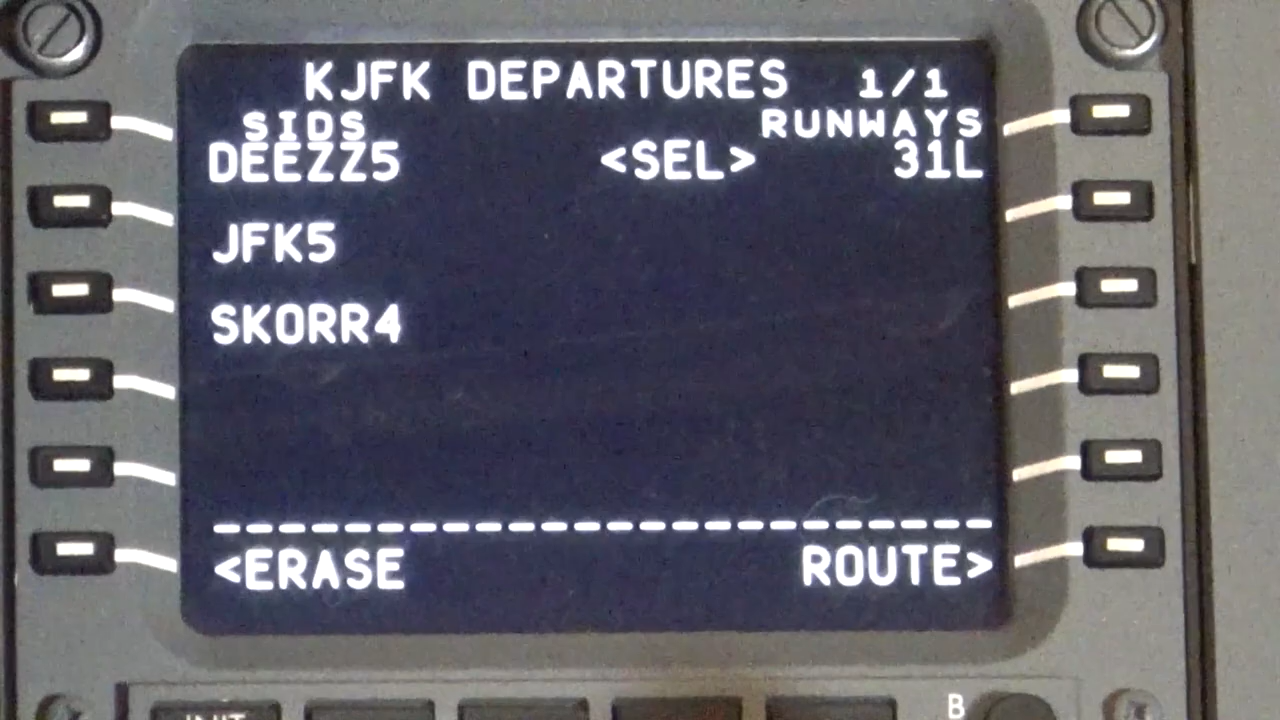 KJFK DEPARTURES 1/1
SIDS RUNWAYS
DEEZZ5 <SEL> 31L
JFK5
SKORR4
------------------------
<ERASE ROUTE>
B